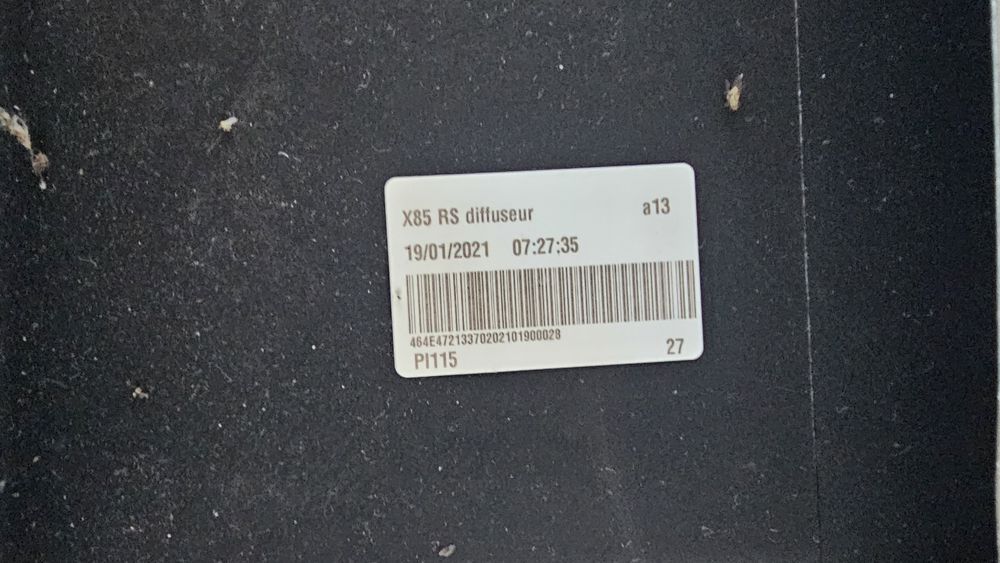 X85 RS diffuseur a13
19/01/2021 07:27:35
464E47213370202101900028
PI115 27